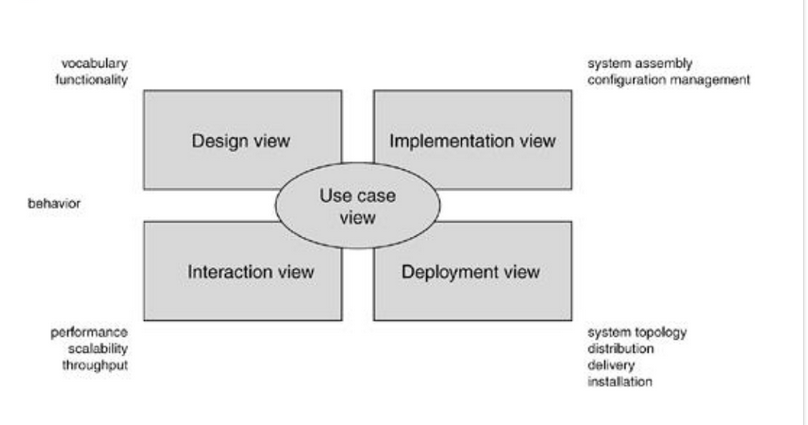 vocabulary
functionality
system assembly
configuration management
Design view
Implementation view
Use case
view
behavior
Interaction view
Deployment view
performance
scalability
throughput
system topology
distribution
delivery
installation